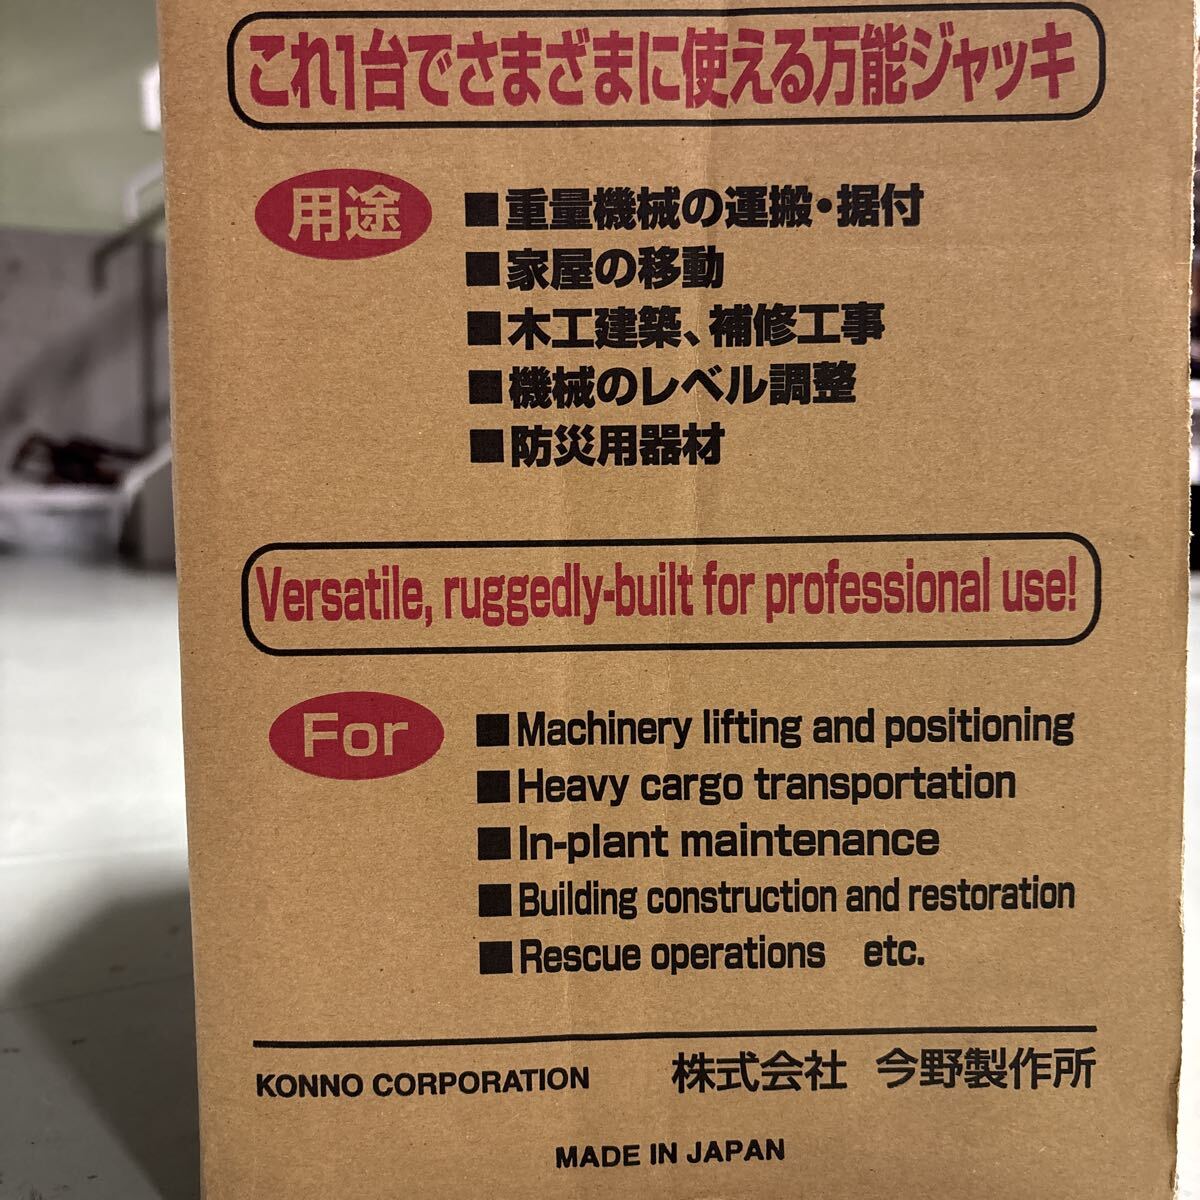 これ1台でさまざまに使える万能ジャッキ
用途
■重量機械の運搬・据付
■家屋の移動
■木工建築、補修工事
■機械のレベル調整
■防災用器材
Versatile, ruggedly-built for professional use!
For
■Machinery lifting and positioning
■Heavy cargo transportation
■In-plant maintenance
■Building construction and restoration
■Rescue operations etc.
KONNO CORPORATION 株式会社 今野製作所
MADE IN JAPAN